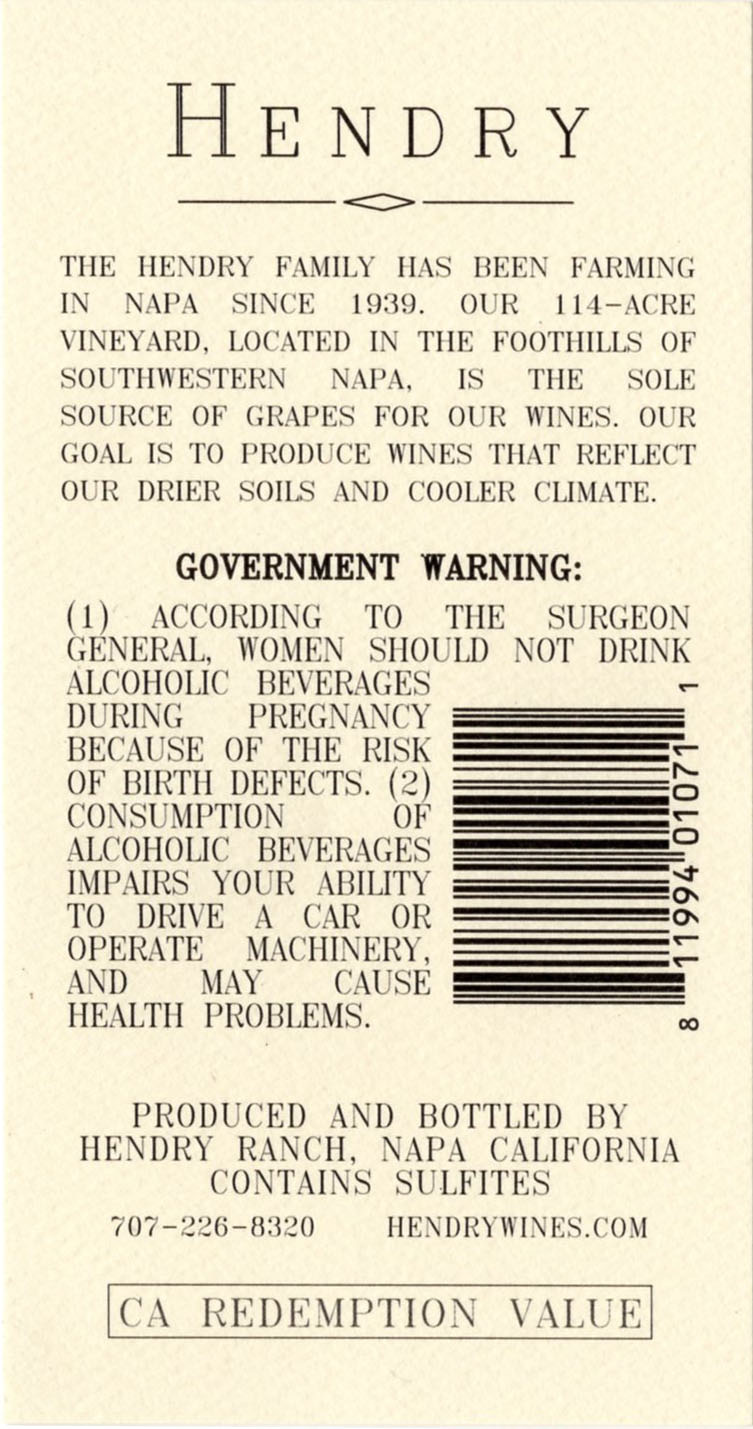 HENDRY
THE HENDRY FAMILY HAS BEEN FARMING
IN NAPA SINCE 1939. OUR 114-ACRE
VINEYARD, LOCATED IN THE FOOTHILLS OF
SOUTHWESTERN NAPA, IS THE SOLE
SOURCE OF GRAPES FOR OUR WINES. OUR
GOAL IS TO PRODUCE WINES THAT REFLECT
OUR DRIER SOILS AND COOLER CLIMATE.
GOVERNMENT WARNING:
(1) ACCORDING TO THE SURGEON
GENERAL, WOMEN SHOULD NOT DRINK
ALCOHOLIC BEVERAGES
DURING PREGNANCY
BECAUSE OF THE RISK
OF BIRTH DEFECTS. (2)
CONSUMPTION OF
ALCOHOLIC BEVERAGES
IMPAIRS YOUR ABILITY
TO DRIVE A CAR OR
OPERATE MACHINERY,
AND MAY CAUSE
HEALTH PROBLEMS.
8 11994 01071 1
PRODUCED AND BOTTLED BY
HENDRY RANCH, NAPA CALIFORNIA
CONTAINS SULFITES
707-226-8320 HENDRYWINES.COM
CA REDEMPTION VALUE